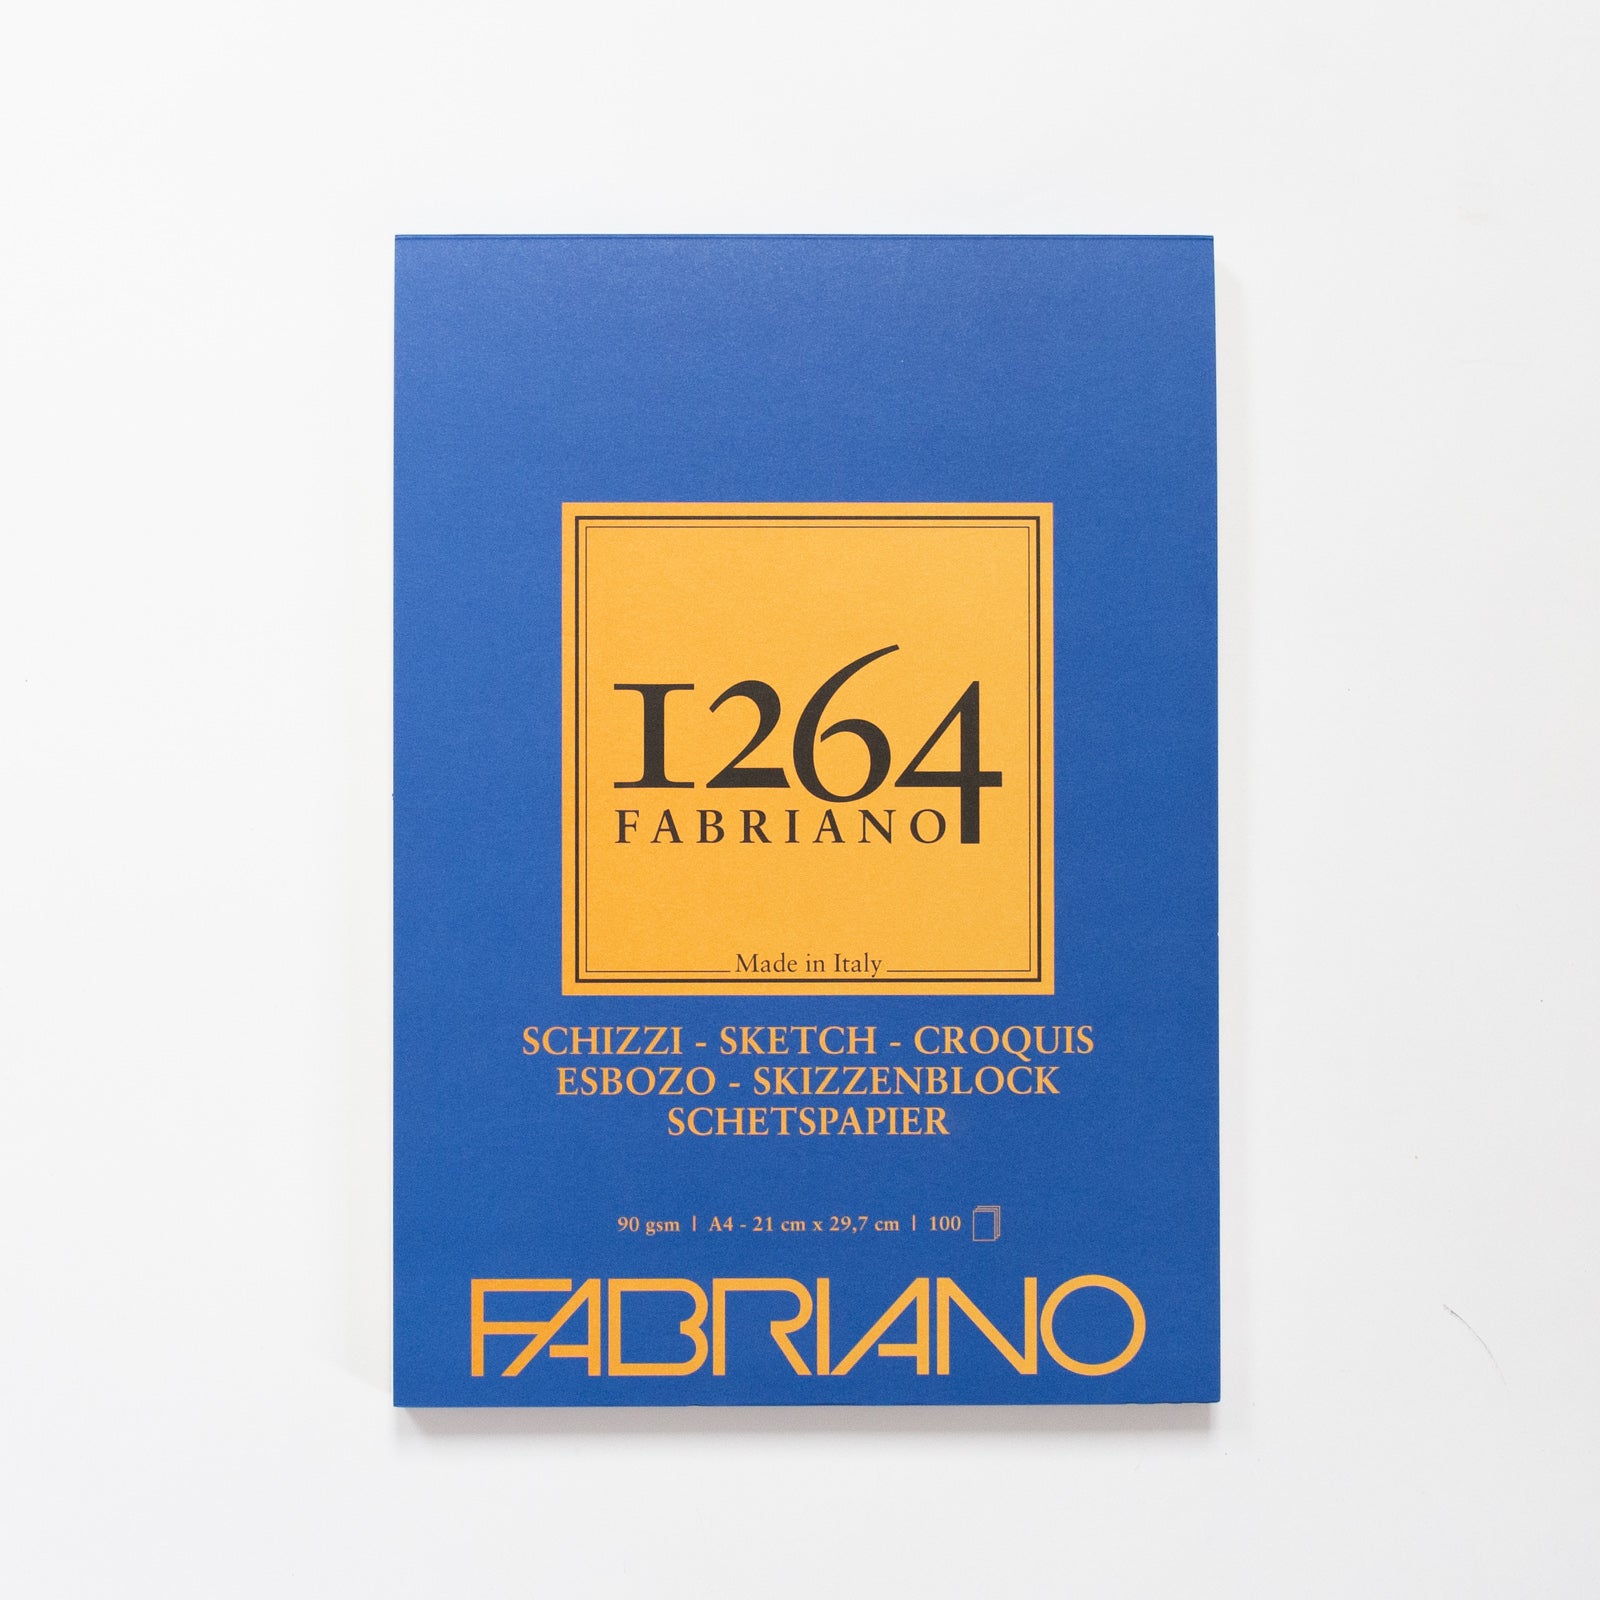 1264
FABRIANO
Made in Italy
SCHIZZI - SKETCH - CROQUIS
ESBOZO - SKIZZENBLOCK
SCHETSPAPIER
90 gsm | A4 - 21 cm x 29,7 cm | 100
FABRIANO